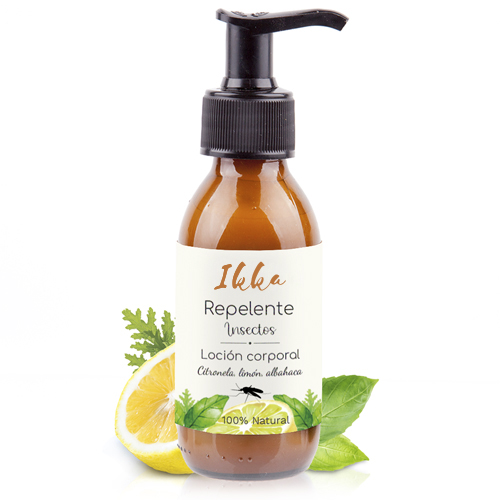 Ikka
Repelente
Insectos
Loción corporal
Citronela, limón, albahaca
100% Natural